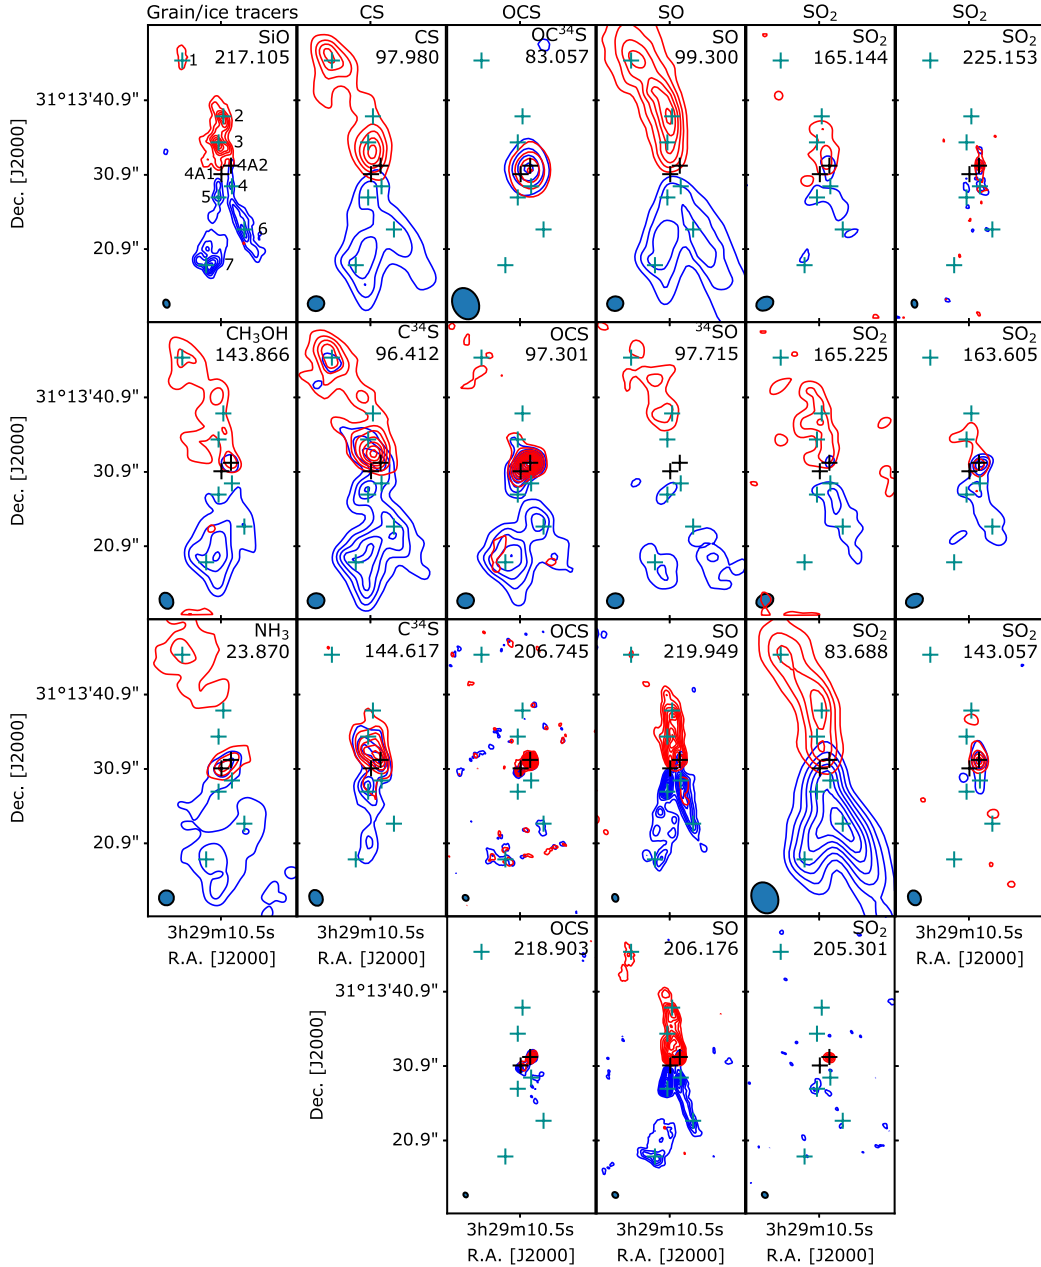 Grain/ice tracers CS OCS SO SO₂ SO₂
SiO CS OC³⁴S SO SO₂ SO₂
217.105 97.980 83.057 99.300 165.144 225.153
1
31°13'40.9"
2
3
4A2
30.9"
4A1
4
5
6
20.9"
7
Dec. [J2000]
CH₃OH C³⁴S OCS ³⁴SO SO₂ SO₂
143.866 96.412 97.301 97.715 165.225 163.605
31°13'40.9"
30.9"
20.9"
Dec. [J2000]
NH₃ C³⁴S OCS SO SO₂ SO₂
23.870 144.617 206.745 219.949 83.688 143.057
31°13'40.9"
30.9"
20.9"
Dec. [J2000]
OCS SO SO₂
218.903 206.176 205.301
3h29m10.5s 3h29m10.5s 3h29m10.5s
R.A. [J2000] R.A. [J2000] R.A. [J2000]
31°13'40.9"
30.9"
20.9"
Dec. [J2000]
3h29m10.5s 3h29m10.5s 3h29m10.5s
R.A. [J2000] R.A. [J2000] R.A. [J2000]